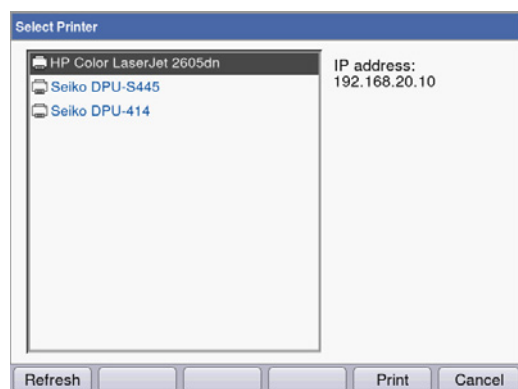 Select Printer
HP Color LaserJet 2605dn
Seiko DPU-S445
Seiko DPU-414
IP address:
192.168.20.10
Refresh
Print
Cancel